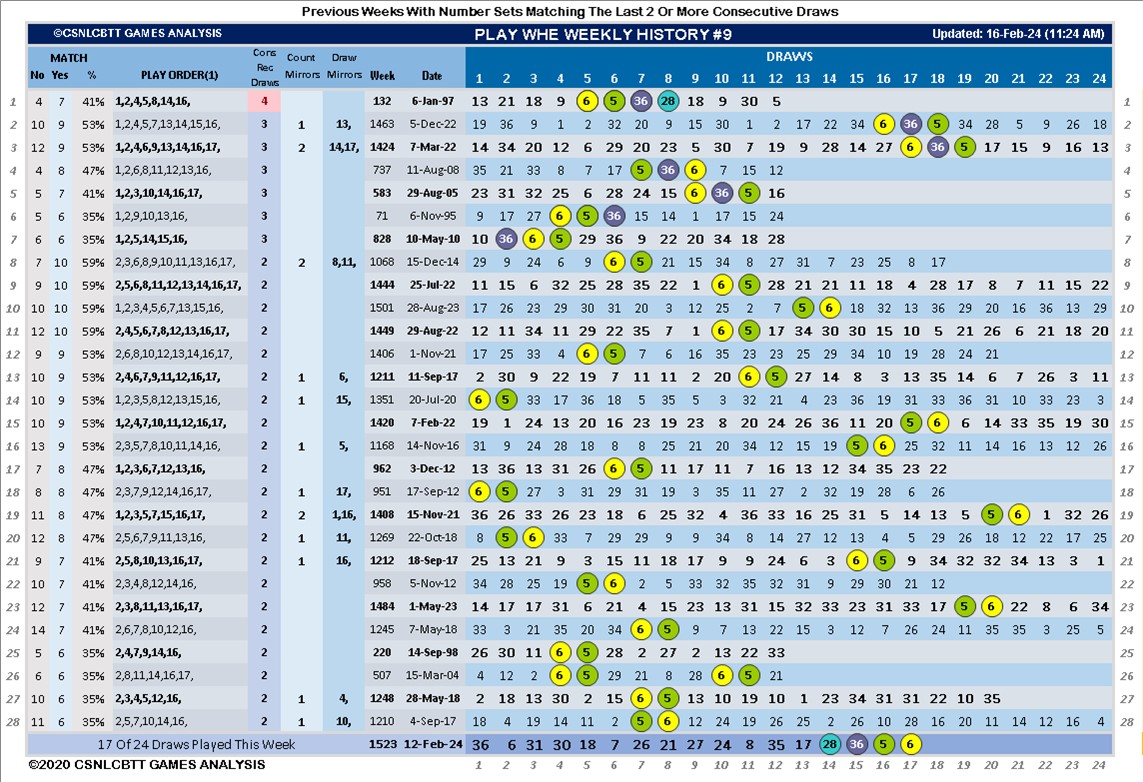 Previous Weeks With Number Sets Matching The Last 2 Or More Consecutive Draws
©CSNLCBTT GAMES ANALYSIS PLAY WHE WEEKLY HISTORY #9 Updated: 16-Feb-24 (11:24 AM)
MATCH Cons Count Draw DRAWS
No Yes % PLAY ORDER(1) Rec Draws Mirrors Mirrors Week Date 1 2 3 4 5 6 7 8 9 10 11 12 13 14 15 16 17 18 19 20 21 22 23 24
1 4 7 41% 1,2,4,5,8,14,16, 4 132 6-Jan-97 13 21 18 9 6 5 36 28 18 9 30 5 1
2 10 9 53% 1,2,4,5,7,13,14,15,16, 3 1 13, 1463 5-Dec-22 19 36 9 1 2 32 20 9 15 30 1 2 17 22 34 6 36 5 34 28 5 9 26 18 2
3 12 9 53% 1,2,4,6,9,13,14,16,17, 3 2 14,17, 1424 7-Mar-22 14 34 20 12 6 29 20 23 5 30 7 19 9 28 14 27 6 36 5 17 15 9 16 13 3
4 4 8 47% 1,2,6,8,11,12,13,16, 3 737 11-Aug-08 35 21 33 8 7 17 5 36 6 7 15 12 4
5 5 7 41% 1,2,3,10,14,16,17, 3 583 29-Aug-05 23 31 32 25 6 28 24 15 6 36 5 16 5
6 5 6 35% 1,2,9,10,13,16, 3 71 6-Nov-95 9 17 27 6 5 36 15 14 1 17 15 24 6
7 6 6 35% 1,2,5,14,15,16, 3 828 10-May-10 10 36 6 5 29 36 9 22 20 34 18 28 7
8 7 10 59% 2,3,6,8,9,10,11,13,16,17, 2 2 8,11, 1068 15-Dec-14 29 9 24 6 9 6 5 21 15 34 8 27 31 7 23 25 8 17 8
9 9 10 59% 2,5,6,8,11,12,13,14,16,17, 2 1444 25-Jul-22 11 15 6 32 25 28 35 22 1 6 5 28 21 21 11 18 4 28 17 8 7 11 15 22 9
10 10 10 59% 1,2,3,4,5,6,7,13,15,16, 2 1501 28-Aug-23 17 26 23 29 30 31 20 3 12 25 2 7 5 6 18 32 13 36 29 20 16 36 13 29 10
11 12 10 59% 2,4,5,6,7,8,12,13,16,17, 2 1449 29-Aug-22 12 11 34 11 29 22 35 7 1 6 5 17 34 30 30 15 10 5 21 26 6 21 18 20 11
12 9 9 53% 2,6,8,10,12,13,14,16,17, 2 1406 1-Nov-21 17 25 33 4 6 5 7 6 16 35 23 23 25 29 34 10 19 28 24 21 12
13 10 9 53% 2,4,6,7,9,11,12,16,17, 2 1 6, 1211 11-Sep-17 2 30 9 22 19 7 11 11 2 20 6 5 27 14 8 3 13 35 14 6 7 26 3 11 13
14 10 9 53% 1,2,3,5,8,12,13,15,16, 2 1 15, 1351 20-Jul-20 6 5 33 17 36 18 5 35 5 3 32 21 4 23 36 19 31 33 36 31 10 33 23 3 14
15 10 9 53% 1,2,4,7,10,11,12,16,17, 2 1420 7-Feb-22 19 1 24 13 20 16 23 19 23 8 20 24 26 36 11 20 5 6 6 14 33 35 19 30 15
16 13 9 53% 2,3,5,7,8,10,11,14,16, 2 1 5, 1168 14-Nov-16 31 9 24 28 18 8 8 25 21 20 34 12 15 19 5 6 25 32 11 14 16 13 12 26 16
17 7 8 47% 1,2,3,6,7,12,13,16, 2 962 3-Dec-12 13 36 13 31 26 6 5 11 17 11 7 16 13 12 34 35 23 22 17
18 8 8 47% 2,3,7,9,12,14,16,17, 2 1 17, 951 17-Sep-12 6 5 27 3 31 29 31 19 3 35 11 27 2 32 19 28 6 26 18
19 11 8 47% 1,2,3,5,7,15,16,17, 2 2 1,16, 1408 15-Nov-21 36 26 33 26 23 18 6 25 32 4 36 33 16 25 31 5 14 13 5 5 6 1 32 26 19
20 12 8 47% 2,5,6,7,9,11,13,16, 2 1 11, 1269 22-Oct-18 8 5 6 33 7 29 29 9 9 34 8 14 27 12 13 4 5 29 26 18 12 22 17 25 20
21 9 7 41% 2,5,8,10,13,16,17, 2 1 16, 1212 18-Sep-17 25 13 21 9 3 15 11 18 17 9 9 24 6 3 6 5 9 34 32 32 34 13 3 1 21
22 10 7 41% 2,3,4,8,12,14,16, 2 958 5-Nov-12 34 28 25 19 5 6 2 5 33 32 35 32 31 9 29 30 21 12 22
23 12 7 41% 2,3,8,11,13,16,17, 2 1484 1-May-23 14 17 17 31 6 21 4 15 23 13 31 15 32 33 23 31 33 17 5 6 22 8 6 34 23
24 14 7 41% 2,6,7,8,10,12,16, 2 1245 7-May-18 33 3 21 35 20 34 6 5 9 7 13 22 15 3 12 7 26 24 11 35 35 3 25 5 24
25 5 6 35% 2,4,7,9,14,16, 2 220 14-Sep-98 26 30 11 6 5 28 2 27 2 13 22 33 25
26 6 6 35% 2,8,11,14,16,17, 2 507 15-Mar-04 4 12 2 6 5 29 21 8 28 6 5 21 26
27 10 6 35% 2,3,4,5,12,16, 2 1 4, 1248 28-May-18 2 18 13 30 2 15 6 5 13 10 19 10 1 23 34 31 31 22 10 35 27
28 11 6 35% 2,5,7,10,14,16, 2 1 10, 1210 4-Sep-17 18 4 19 14 11 2 5 6 12 24 19 26 25 2 26 10 28 16 20 11 14 12 16 4 28
17 Of 24 Draws Played This Week 1523 12-Feb-24 36 6 31 30 18 7 26 21 27 24 8 35 17 28 36 5 6
©2020 CSNLCBTT GAMES ANALYSIS 1 2 3 4 5 6 7 8 9 10 11 12 13 14 15 16 17 18 19 20 21 22 23 24